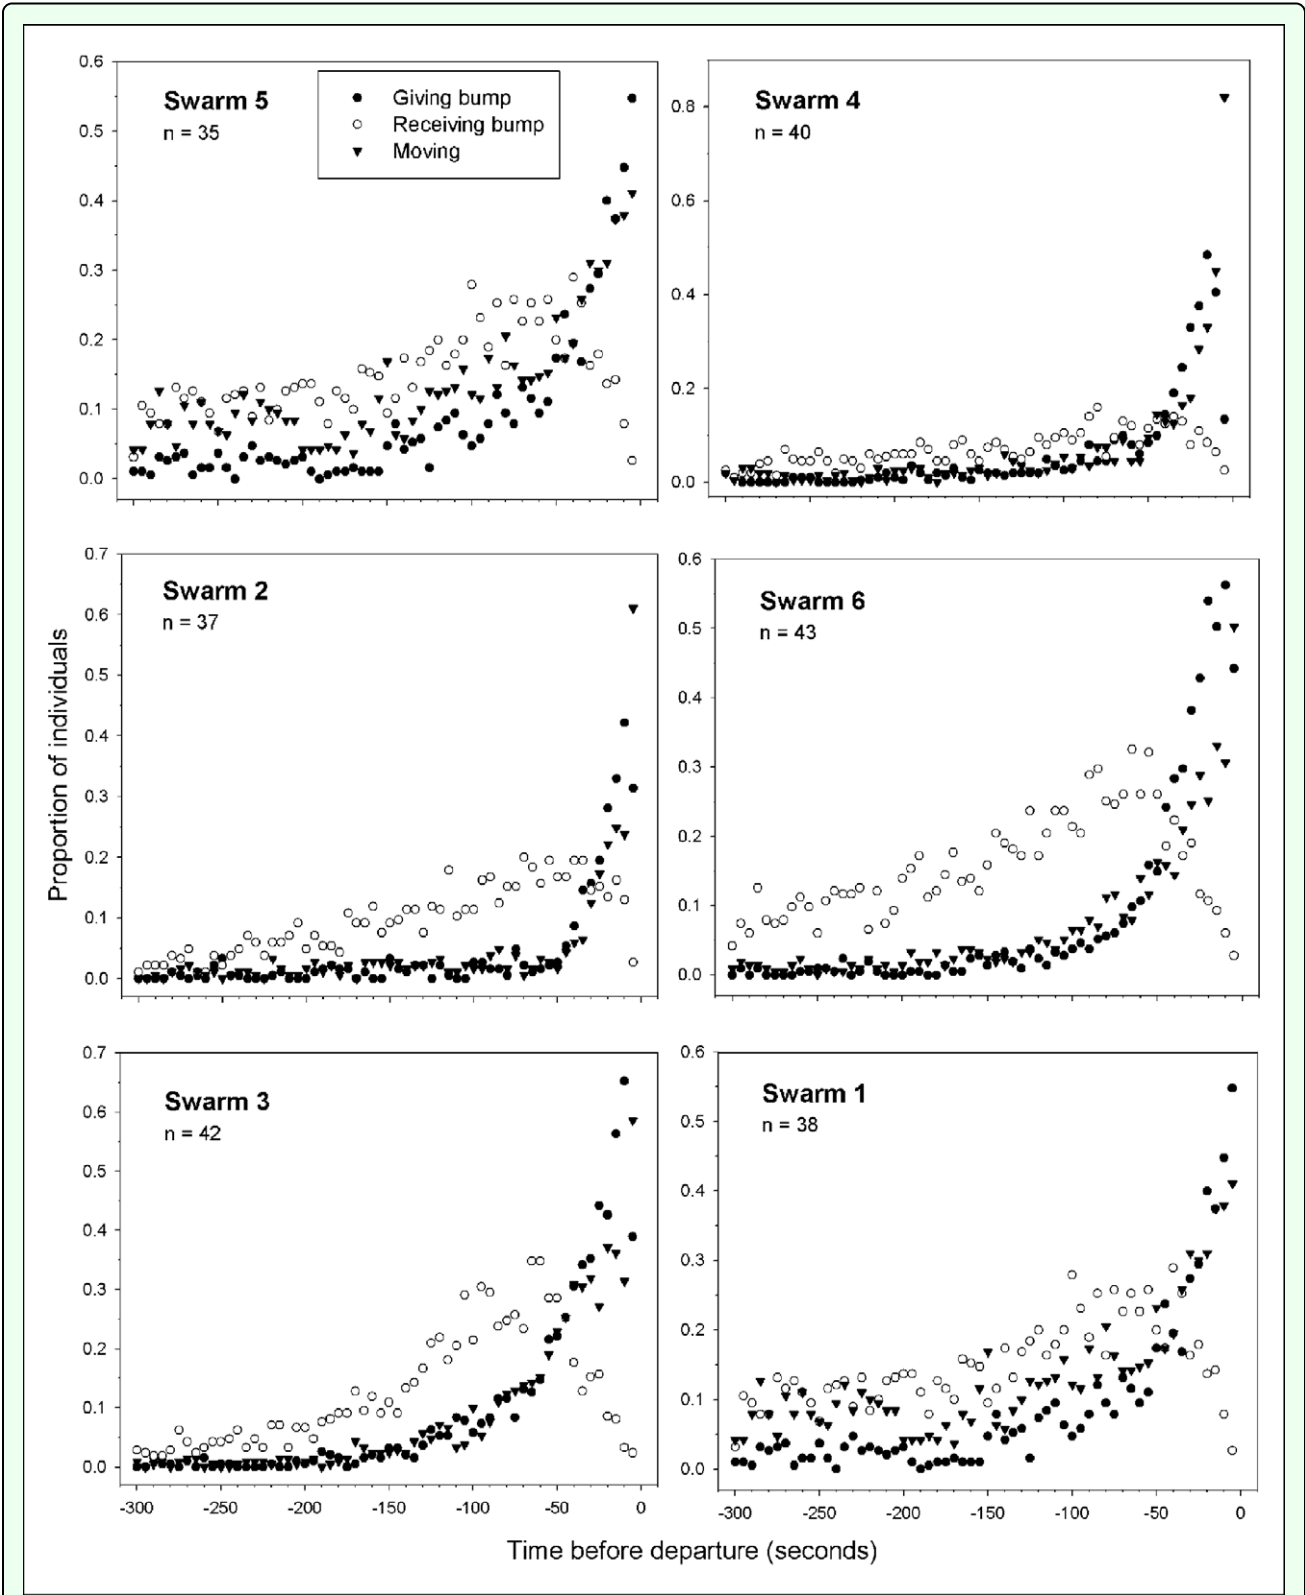 Swarm 5
n = 35
Giving bump
Receiving bump
Moving
0.6
0.5
0.4
0.3
0.2
0.1
0.0
Swarm 4
n = 40
0.8
0.6
0.4
0.2
0.0
Proportion of individuals
Swarm 2
n = 37
0.7
0.6
0.5
0.4
0.3
0.2
0.1
0.0
Swarm 6
n = 43
0.6
0.5
0.4
0.3
0.2
0.1
0.0
Swarm 3
n = 42
0.7
0.6
0.5
0.4
0.3
0.2
0.1
0.0
-300 -250 -200 -150 -100 -50 0
Swarm 1
n = 38
0.6
0.5
0.4
0.3
0.2
0.1
0.0
-300 -250 -200 -150 -100 -50 0
Time before departure (seconds)